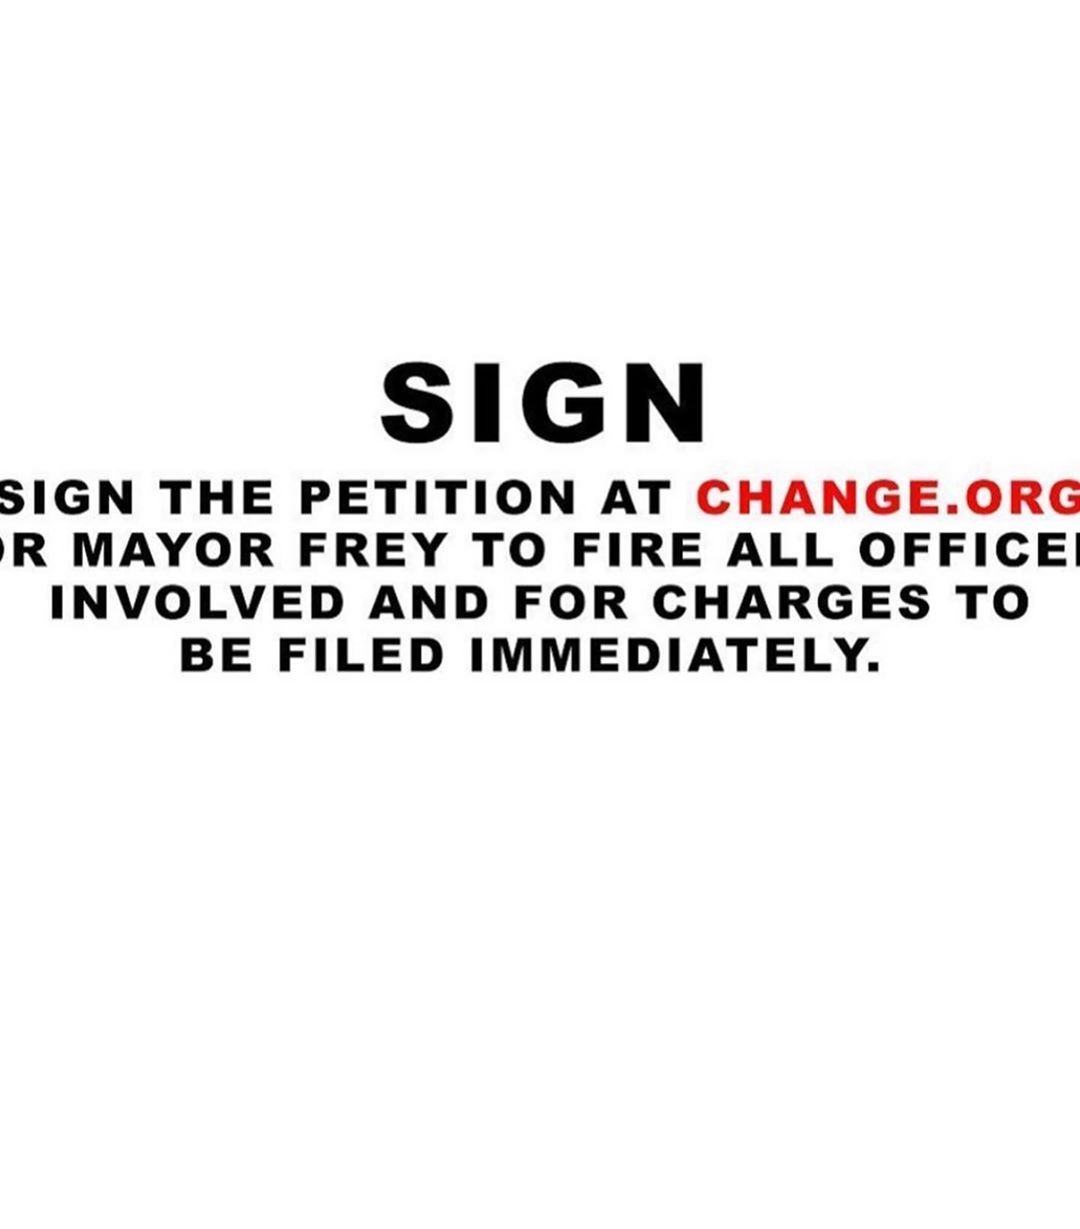 SIGN
SIGN THE PETITION AT CHANGE.ORG
MAYOR FREY TO FIRE ALL
INVOLVED AND FOR CHARGES TO
BE FILED IMMEDIATELY.